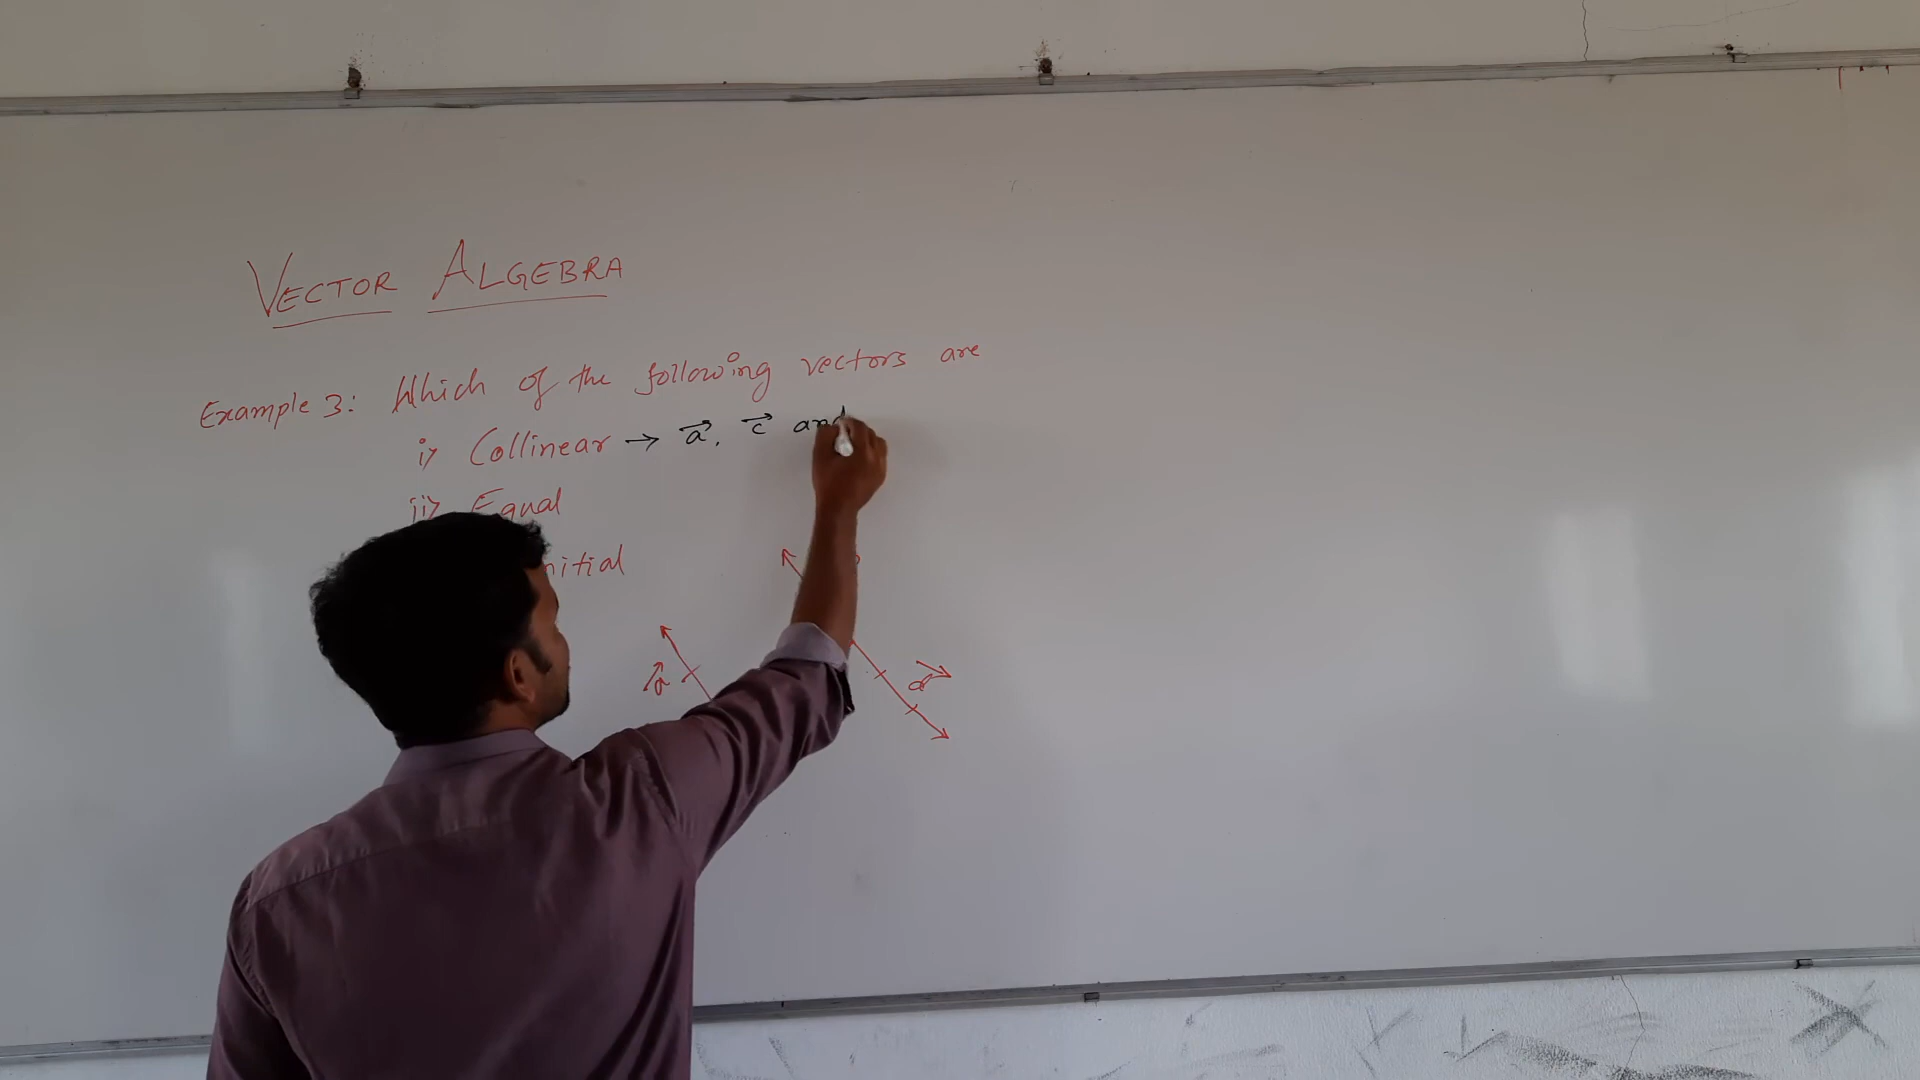 VECTOR ALGEBRA
Example 3: Which of the following vectors are
i) Collinear → a⃗, c⃗ and
ii) Equal
nitial
a⃗